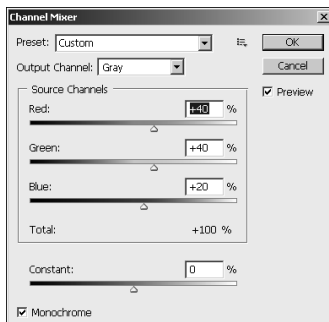 Channel Mixer
Preset: Custom OK
Output Channel: Gray Cancel
Source Channels Preview
Red: +40 %
Green: +40 %
Blue: +20 %
Total: +100 %
Constant: 0 %
Monochrome